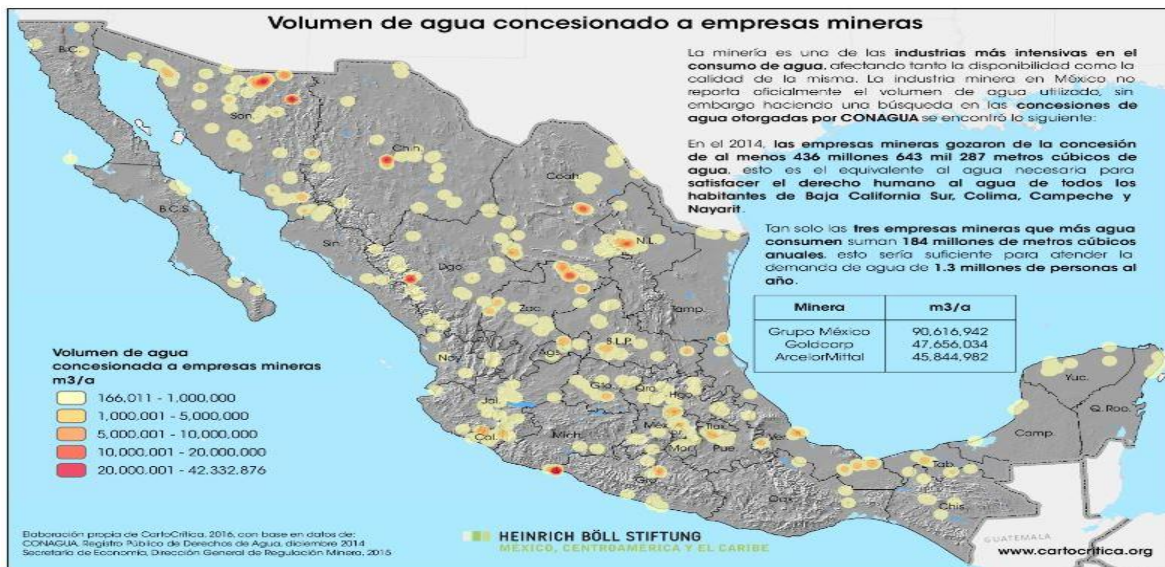 Volumen de agua concesionado a empresas mineras
La minería es una de las industrias más intensivas en el
consumo de agua, afectando tanto la disponibilidad como la
calidad de la misma. La industria minera en México no
reporta oficialmente el volumen de agua utilizado, sin
embargo haciendo una búsqueda en las concesiones de
agua otorgadas por CONAGUA se encontró lo siguiente:
En el 2014, las empresas mineras gozaron de la concesión
de al menos 436 millones 643 mil 287 metros cúbicos de
agua, esto es el equivalente al agua necesaria para
satisfacer el derecho humano al agua de todos los
habitantes de Baja California Sur, Colima, Campeche y
Nayarit.
Tan solo las tres empresas mineras que más agua
consumen suman 184 millones de metros cúbicos
anuales, esto sería suficiente para atender la
demanda de agua de 1.3 millones de personas al
año.
Minera m3/a
Grupo México 90,616,942
Goldcorp 47,656,034
ArcelorMittal 45,844,982
B.C.
Son.
Chih.
Coah.
B.C.S.
Sin.
Dgo.
N.L.
Zac.
Tamp.
Nay.
Ags.
S.L.P.
Jal.
Gto.
Qro.
Hgo.
Col.
Mich.
Mex.
Tlax.
Mor.
Pue.
Ver.
Gro.
Oax.
Tab.
Chis.
Camp.
Yuc.
Q. Roo.
GUATEMALA
Volumen de agua
concesionada a empresas mineras
m3/a
166,011 - 1,000,000
1,000,001 - 5,000,000
5,000,001 - 10,000,000
10,000,001 - 20,000,000
20,000,001 - 42,332,876
Elaboración propia de CartoCrítica, 2016, con base en datos de:
CONAGUA, Registro Público de Derechos de Agua, diciembre 2014
Secretaría de Economía, Dirección General de Regulación Minera, 2015
HEINRICH BÖLL STIFTUNG
MÉXICO, CENTROAMÉRICA Y EL CARIBE
www.cartocritica.org